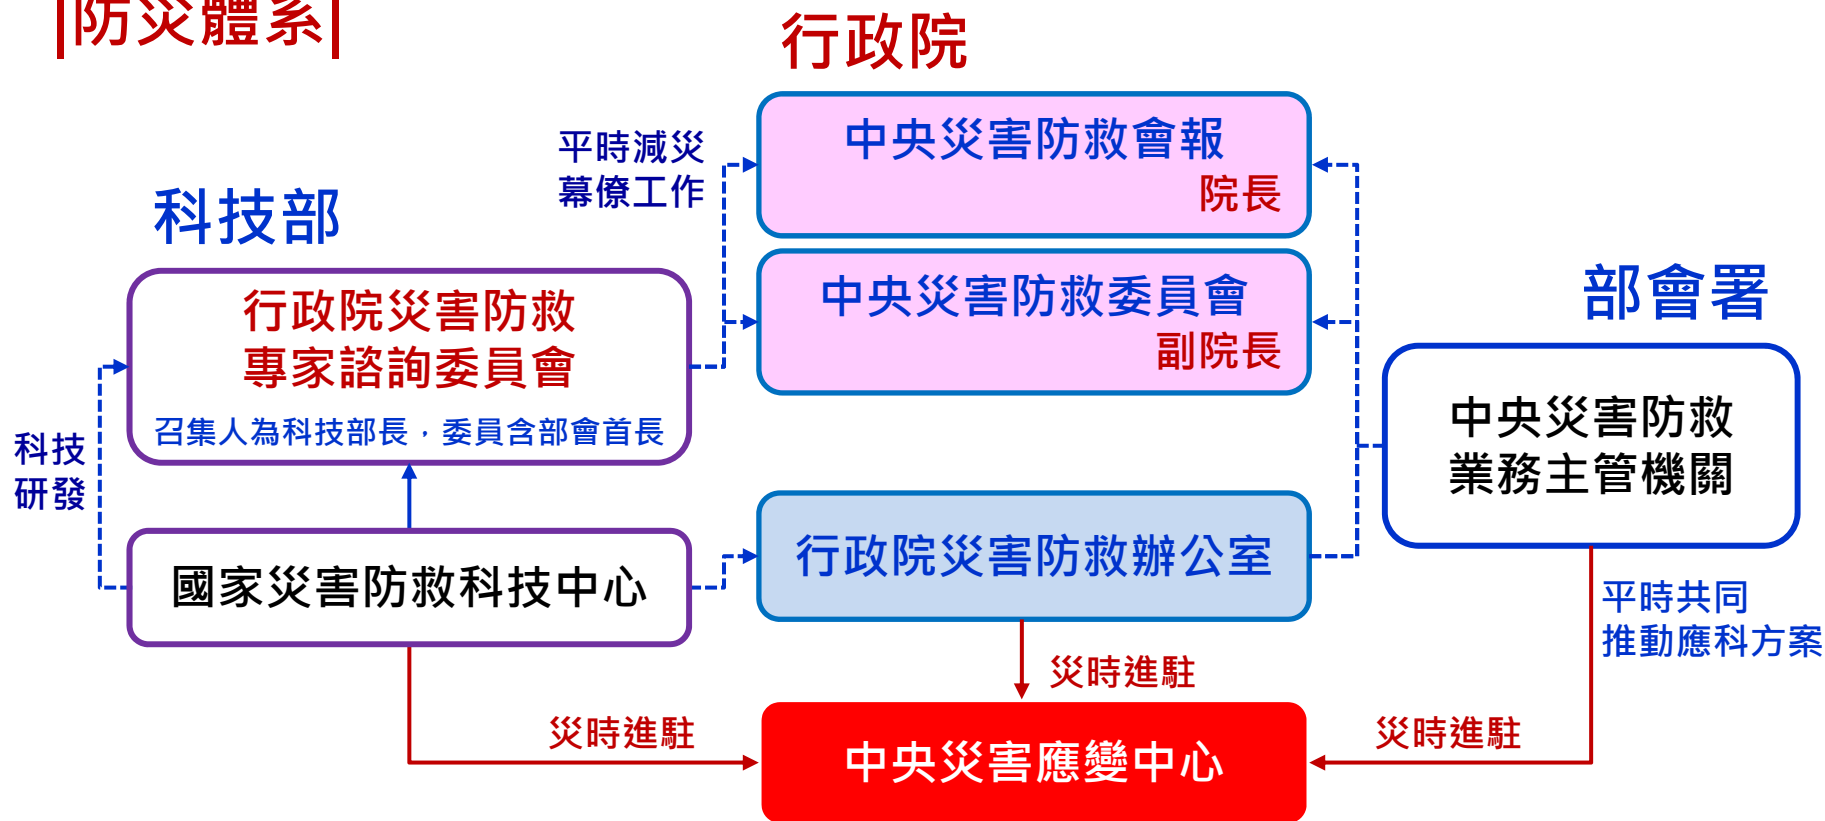 防災體系
行政院
中央災害防救會報
院長
平時減災
幕僚工作
科技部
行政院災害防救
專家諮詢委員會
召集人為科技部長，委員含部會首長
中央災害防救委員會
副院長
部會署
中央災害防救
業務主管機關
科技
研發
國家災害防救科技中心
行政院災害防救辦公室
平時共同
推動應科方案
災時進駐
災時進駐
災時進駐
中央災害應變中心